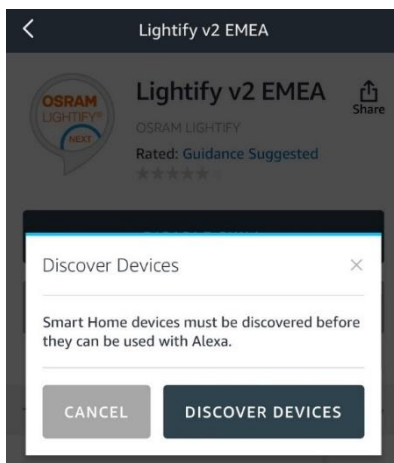 Lightify v2 EMEA
OSRAM
LIGHTIFY®
NEXT
Lightify v2 EMEA
Share
OSRAM LIGHTIFY
Rated: Guidance Suggested
Discover Devices
Smart Home devices must be discovered before
they can be used with Alexa.
CANCEL
DISCOVER DEVICES